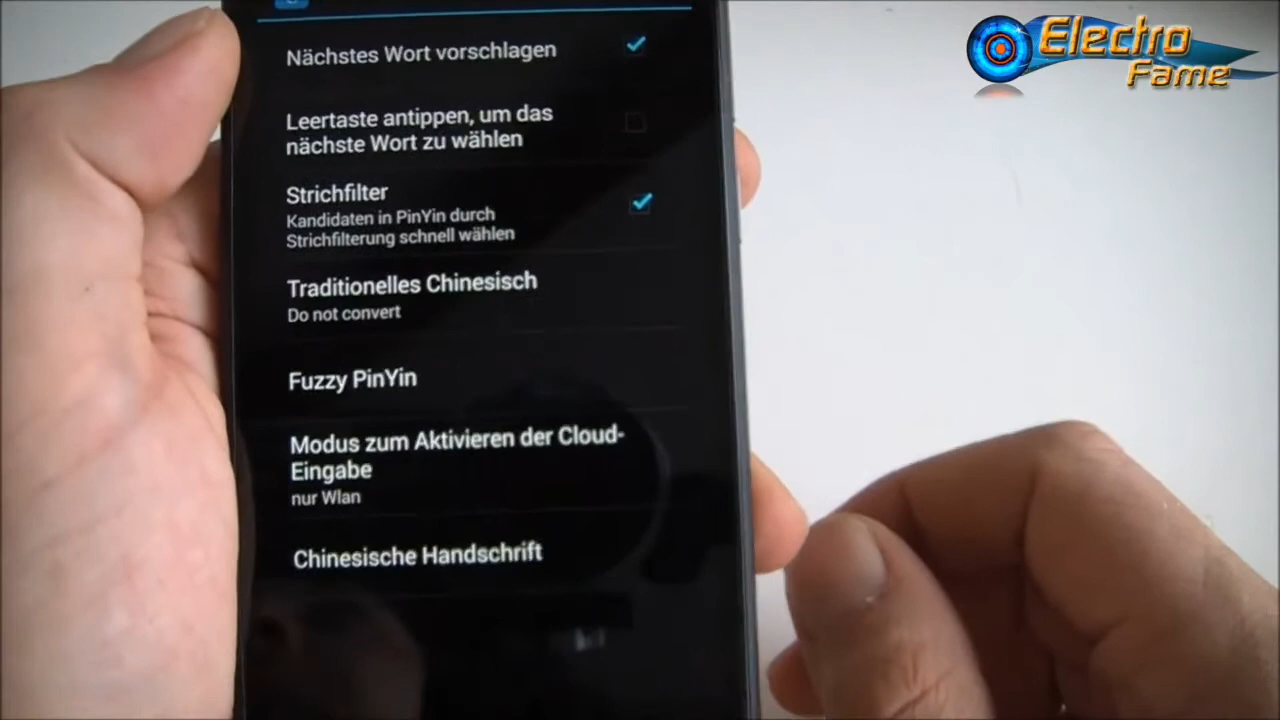 Electro
Fame
Nächstes Wort vorschlagen
Leertaste antippen, um das
nächste Wort zu wählen
Strichfilter
Kandidaten in PinYin durch
Strichfilterung schnell wählen
Traditionelles Chinesisch
Do not convert
Fuzzy PinYin
Modus zum Aktivieren der Cloud-
Eingabe
nur Wlan
Chinesische Handschrift